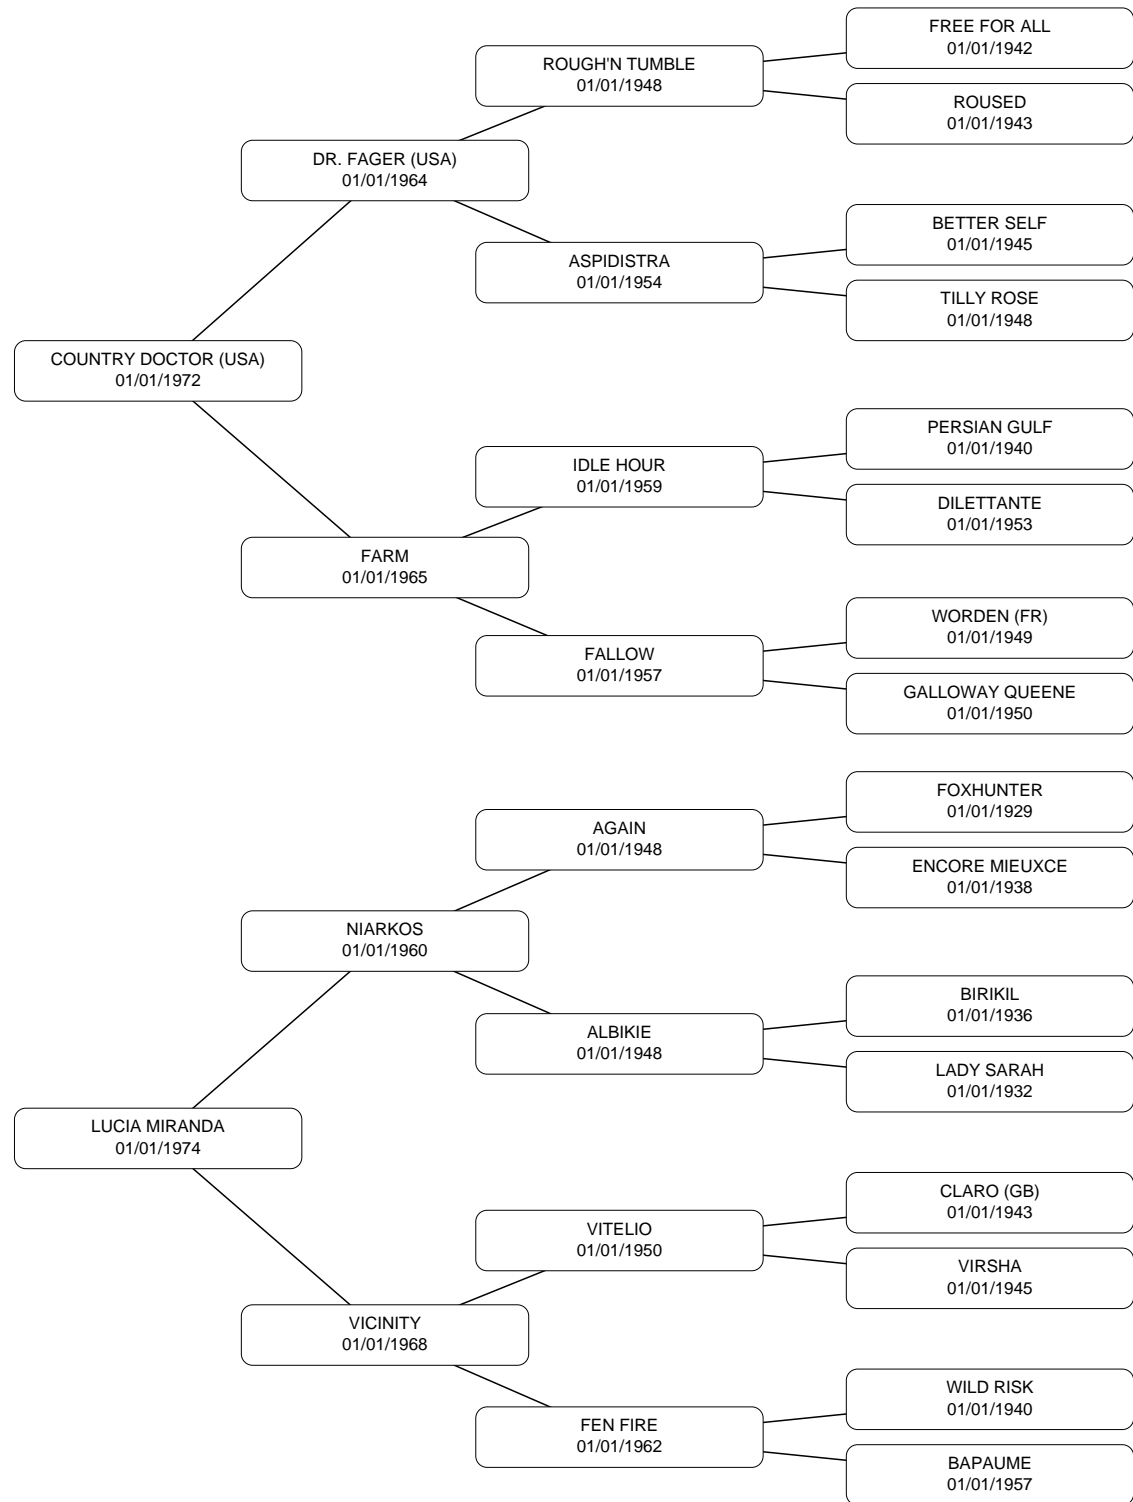 FREE FOR ALL
01/01/1942
ROUGH'N TUMBLE
01/01/1948
ROUSED
01/01/1943
DR. FAGER (USA)
01/01/1964
BETTER SELF
01/01/1945
ASPIDISTRA
01/01/1954
TILLY ROSE
01/01/1948
COUNTRY DOCTOR (USA)
01/01/1972
PERSIAN GULF
01/01/1940
IDLE HOUR
01/01/1959
DILETTANTE
01/01/1953
FARM
01/01/1965
WORDEN (FR)
01/01/1949
FALLOW
01/01/1957
GALLOWAY QUEENE
01/01/1950
FOXHUNTER
01/01/1929
AGAIN
01/01/1948
ENCORE MIEUXCE
01/01/1938
NIARKOS
01/01/1960
BIRIKIL
01/01/1936
ALBIKIE
01/01/1948
LADY SARAH
01/01/1932
LUCIA MIRANDA
01/01/1974
CLARO (GB)
01/01/1943
VITELIO
01/01/1950
VIRSHA
01/01/1945
VICINITY
01/01/1968
WILD RISK
01/01/1940
FEN FIRE
01/01/1962
BAPAUME
01/01/1957